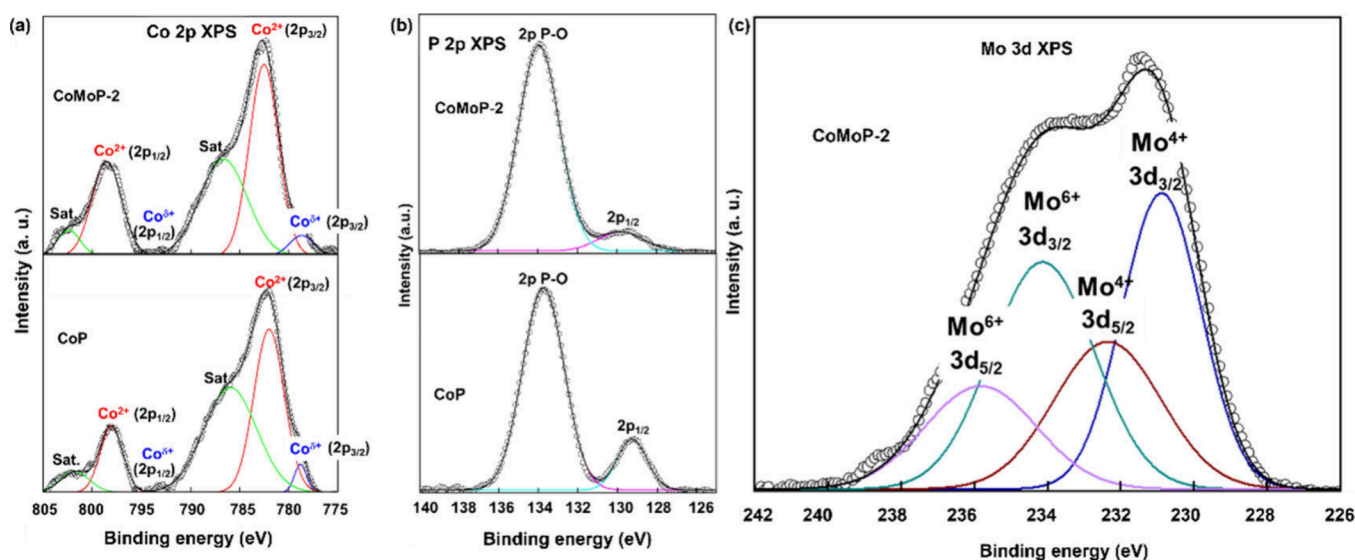 (a)
Co 2p XPS
Co²⁺ (2p₃/₂)
CoMoP-2
Co²⁺ (2p₁/₂)
Sat.
Sat.
Co^δ⁺
(2p₁/₂)
Co^δ⁺ (2p₃/₂)
CoP
Co²⁺ (2p₃/₂)
Sat.
Co²⁺ (2p₁/₂)
Sat.
Co^δ⁺
(2p₁/₂)
Co^δ⁺
(2p₃/₂)
Intensity (a. u.)
805 800 795 790 785 780 775
Binding energy (eV)
(b)
P 2p XPS
2p P-O
CoMoP-2
2p₁/₂
2p P-O
CoP
2p₁/₂
Intensity (a.u.)
142 140 138 136 134 132 130 128 126
Binding energy (eV)
(c)
Mo 3d XPS
CoMoP-2
Mo⁴⁺
3d₃/₂
Mo⁶⁺
3d₃/₂
Mo⁴⁺
3d₅/₂
Mo⁶⁺
3d₅/₂
Intensity (a. u.)
242 240 238 236 234 232 230 228 226
Binding energy (eV)